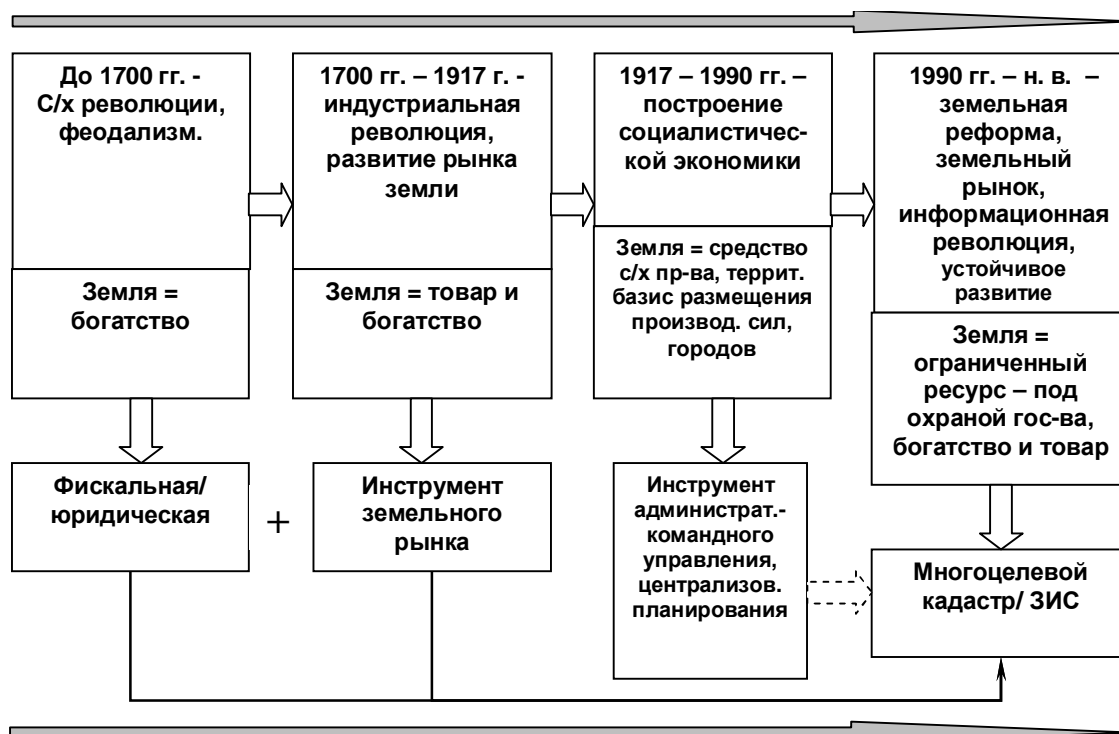 До 1700 гг. -
С/х революции,
феодализм.
1700 гг. – 1917 г. -
индустриальная
революция,
развитие рынка
земли
1917 – 1990 гг. –
построение
социалистичес-
кой экономики
1990 гг. – н. в. –
земельная
реформа,
земельный
рынок,
информационная
революция,
устойчивое
развитие
Земля =
богатство
Земля = товар и
богатство
Земля = средство
с/х пр-ва, террит.
базис размещения
производ. сил,
городов
Земля =
ограниченный
ресурс – под
охраной гос-ва,
богатство и товар
Фискальная/
юридическая
+
Инструмент
земельного
рынка
Инструмент
администрат.-
командного
управления,
централизов.
планирования
Многоцелевой
кадастр/ ЗИС